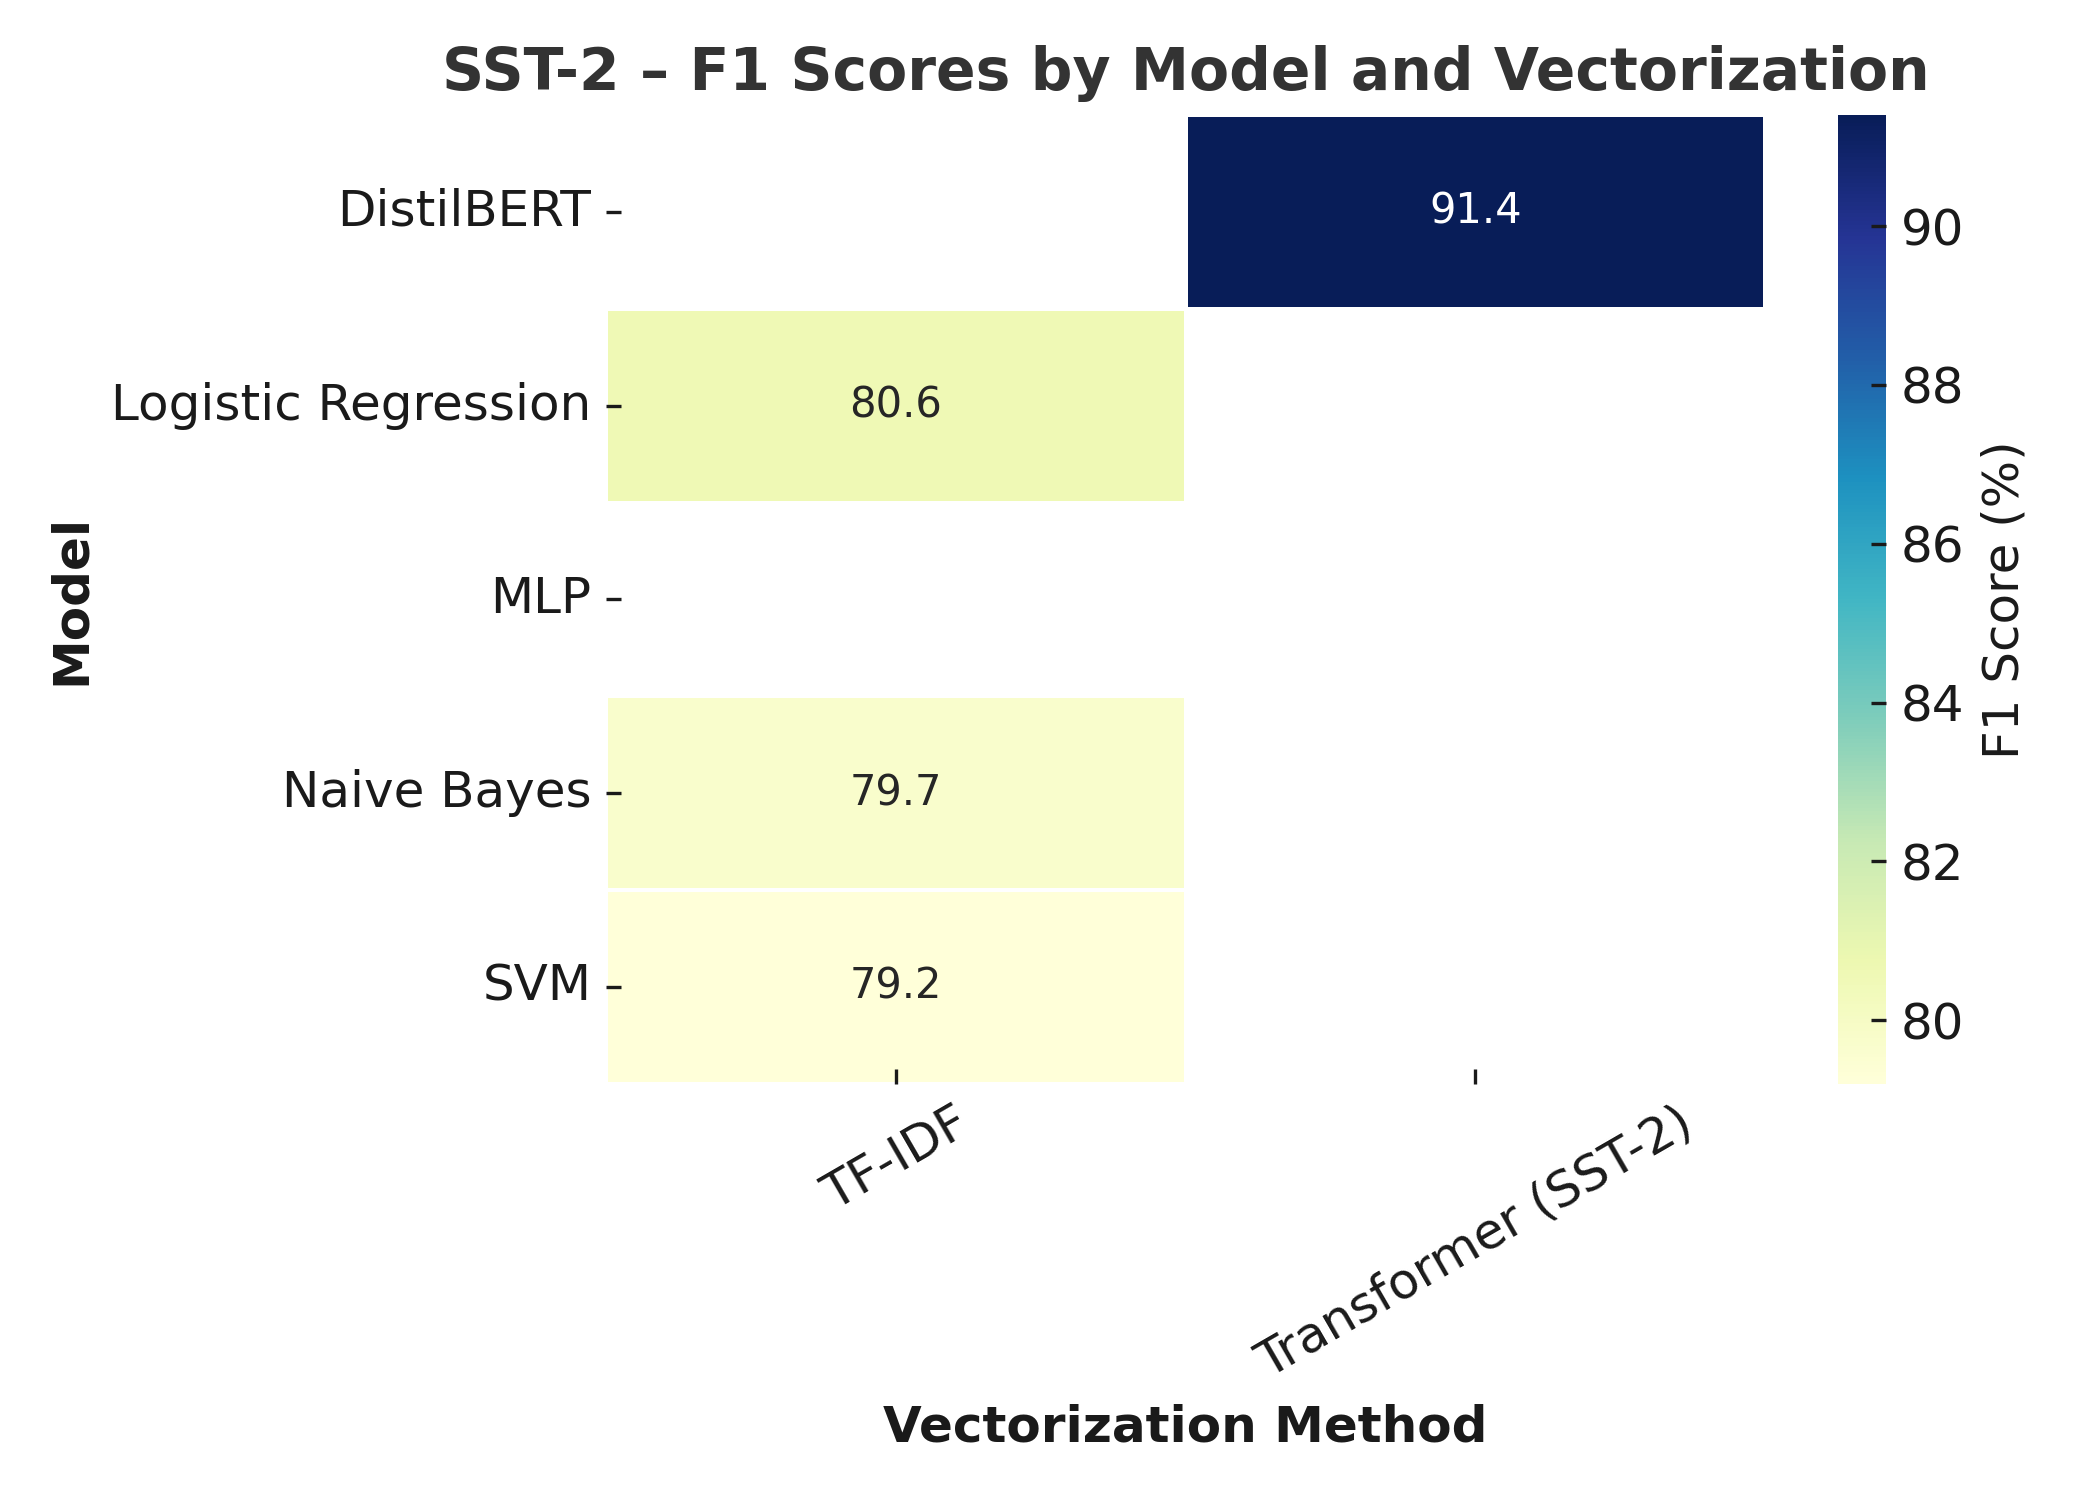 SST-2 – F1 Scores by Model and Vectorization
DistilBERT
91.4
Logistic Regression
80.6
MLP
Naive Bayes
79.7
SVM
79.2
Model
TF-IDF
Transformer (SST-2)
Vectorization Method
90
88
86
84
82
80
F1 Score (%)